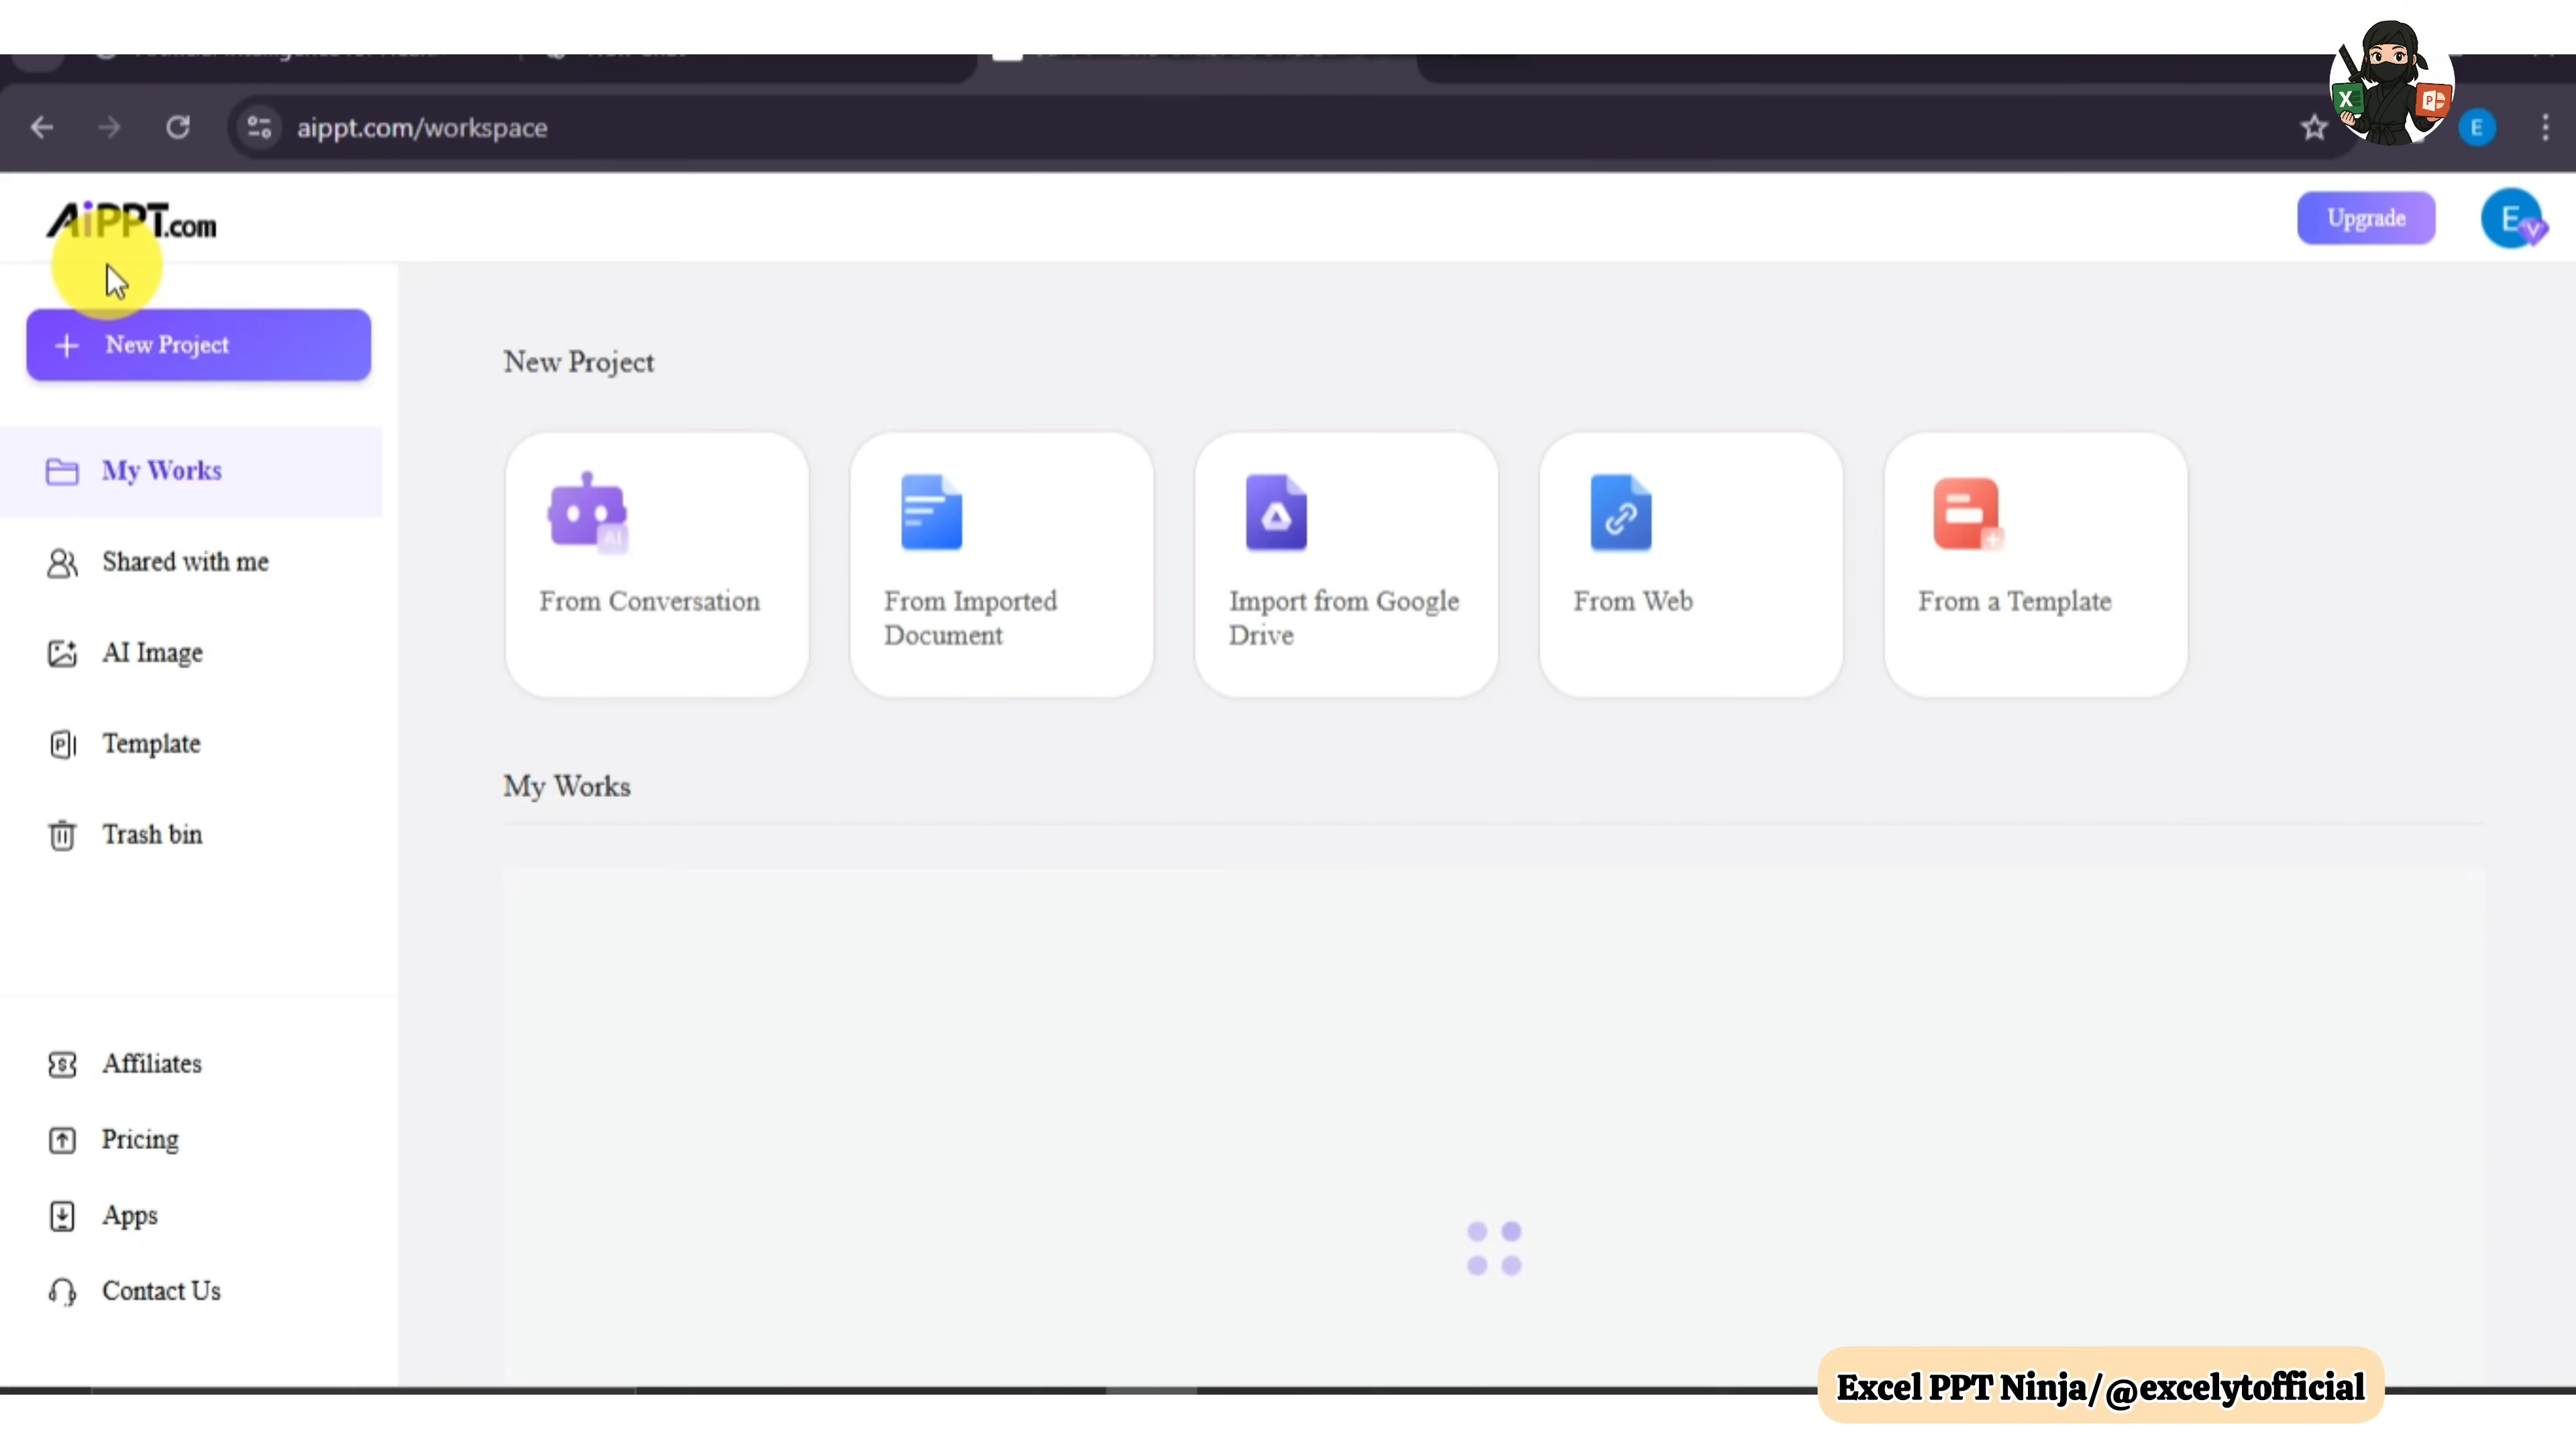 aippt.com/workspace
E
AiPPT.com
Upgrade
E
V
New Project
My Works
Shared with me
AI Image
Template
Trash bin
Affiliates
Pricing
Apps
Contact Us
New Project
AI
From Conversation
From Imported
Document
Import from Google
Drive
From Web
From a Template
My Works
X
P
Excel PPT Ninja/@excelytofficial